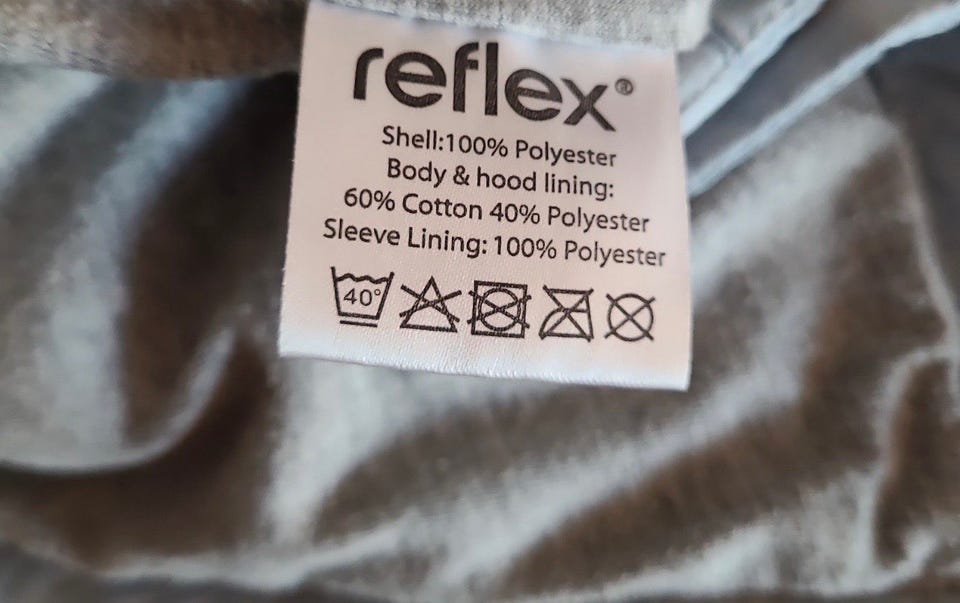 reflex®
Shell:100% Polyester
Body & hood lining:
60% Cotton 40% Polyester
Sleeve Lining: 100% Polyester
40°